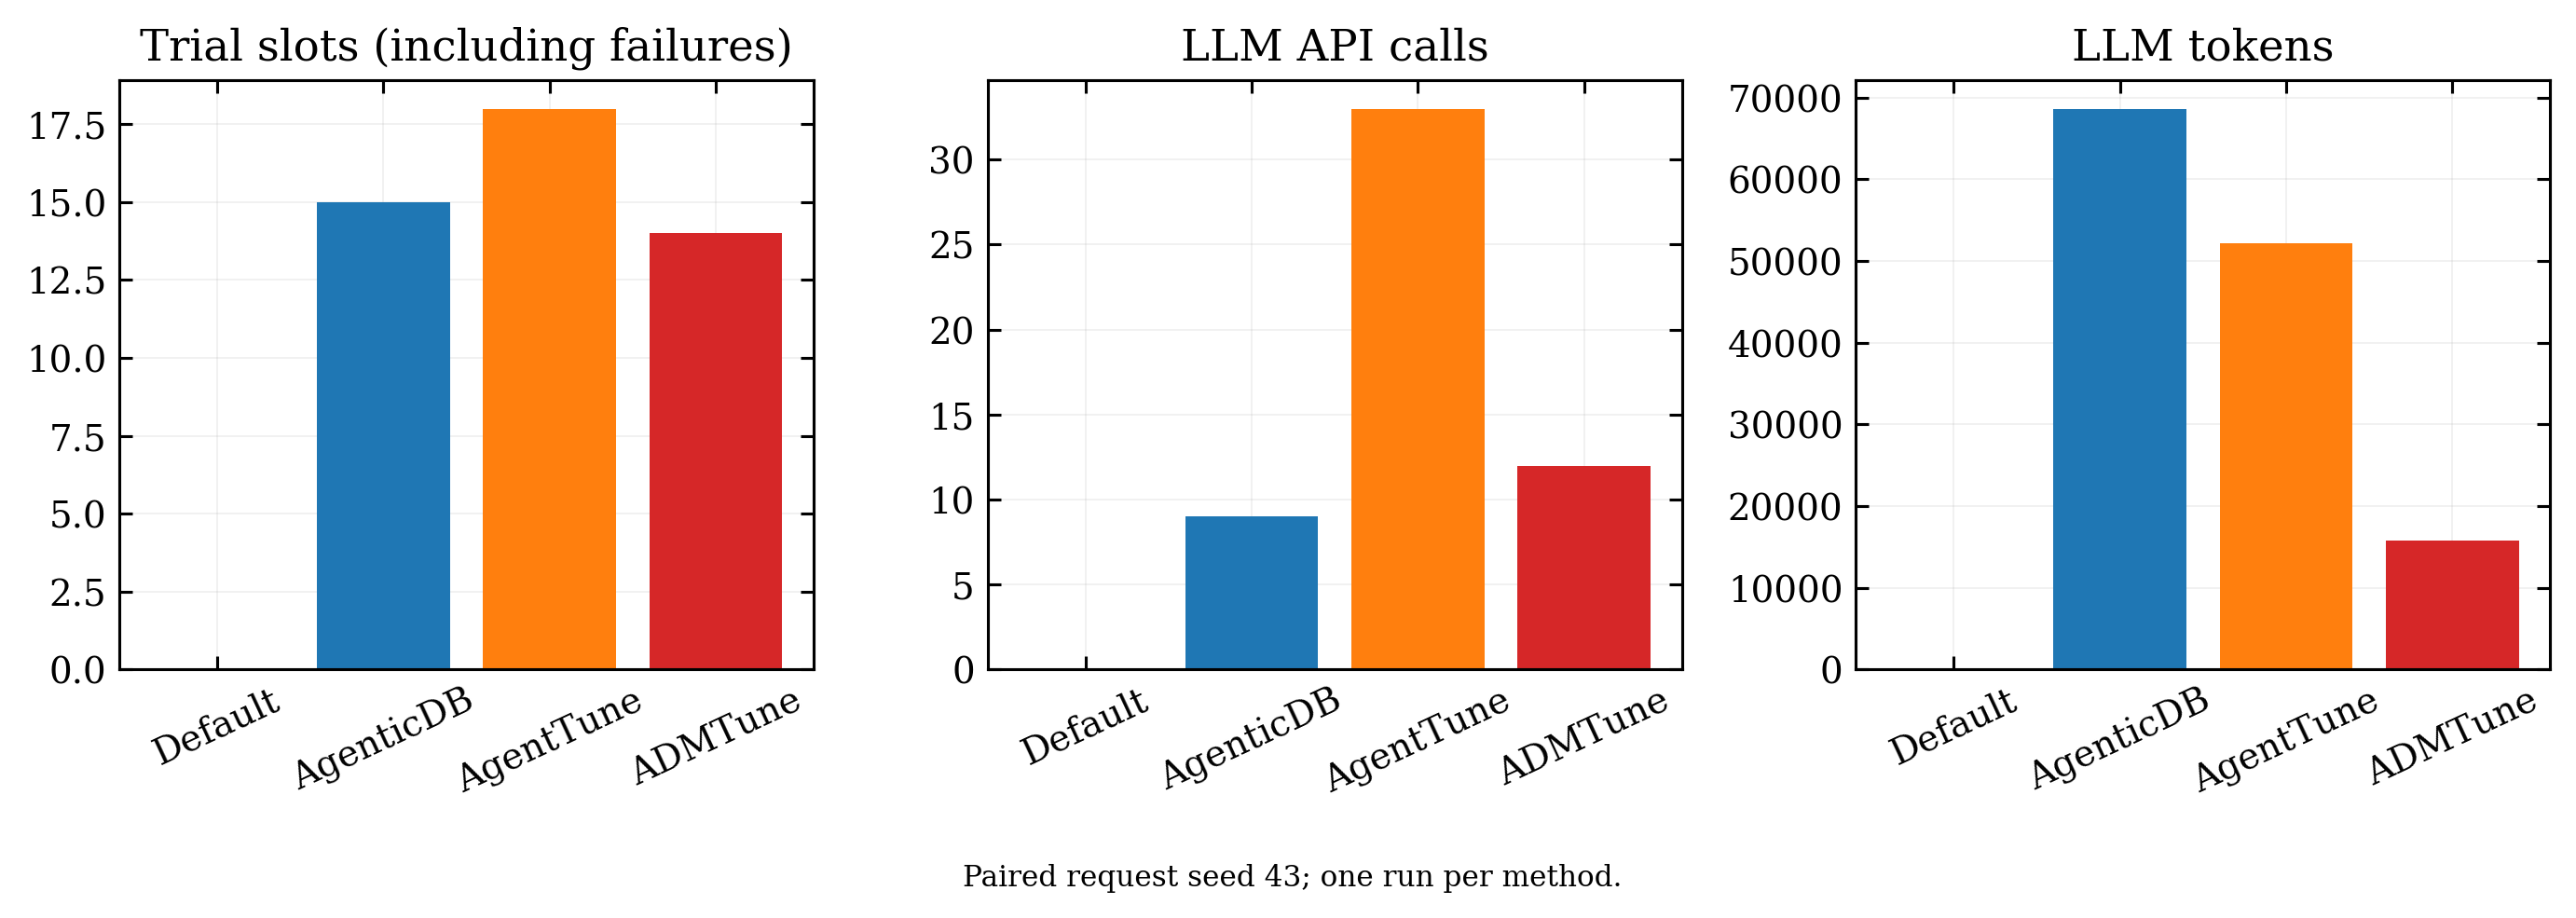 Trial slots (including failures)
17.5
15.0
12.5
10.0
7.5
5.0
2.5
0.0
Default
AgenticDB
AgentTune
ADMTune
LLM API calls
30
25
20
15
10
5
0
Default
AgenticDB
AgentTune
ADMTune
LLM tokens
70000
60000
50000
40000
30000
20000
10000
0
Default
AgenticDB
AgentTune
ADMTune
Paired request seed 43; one run per method.